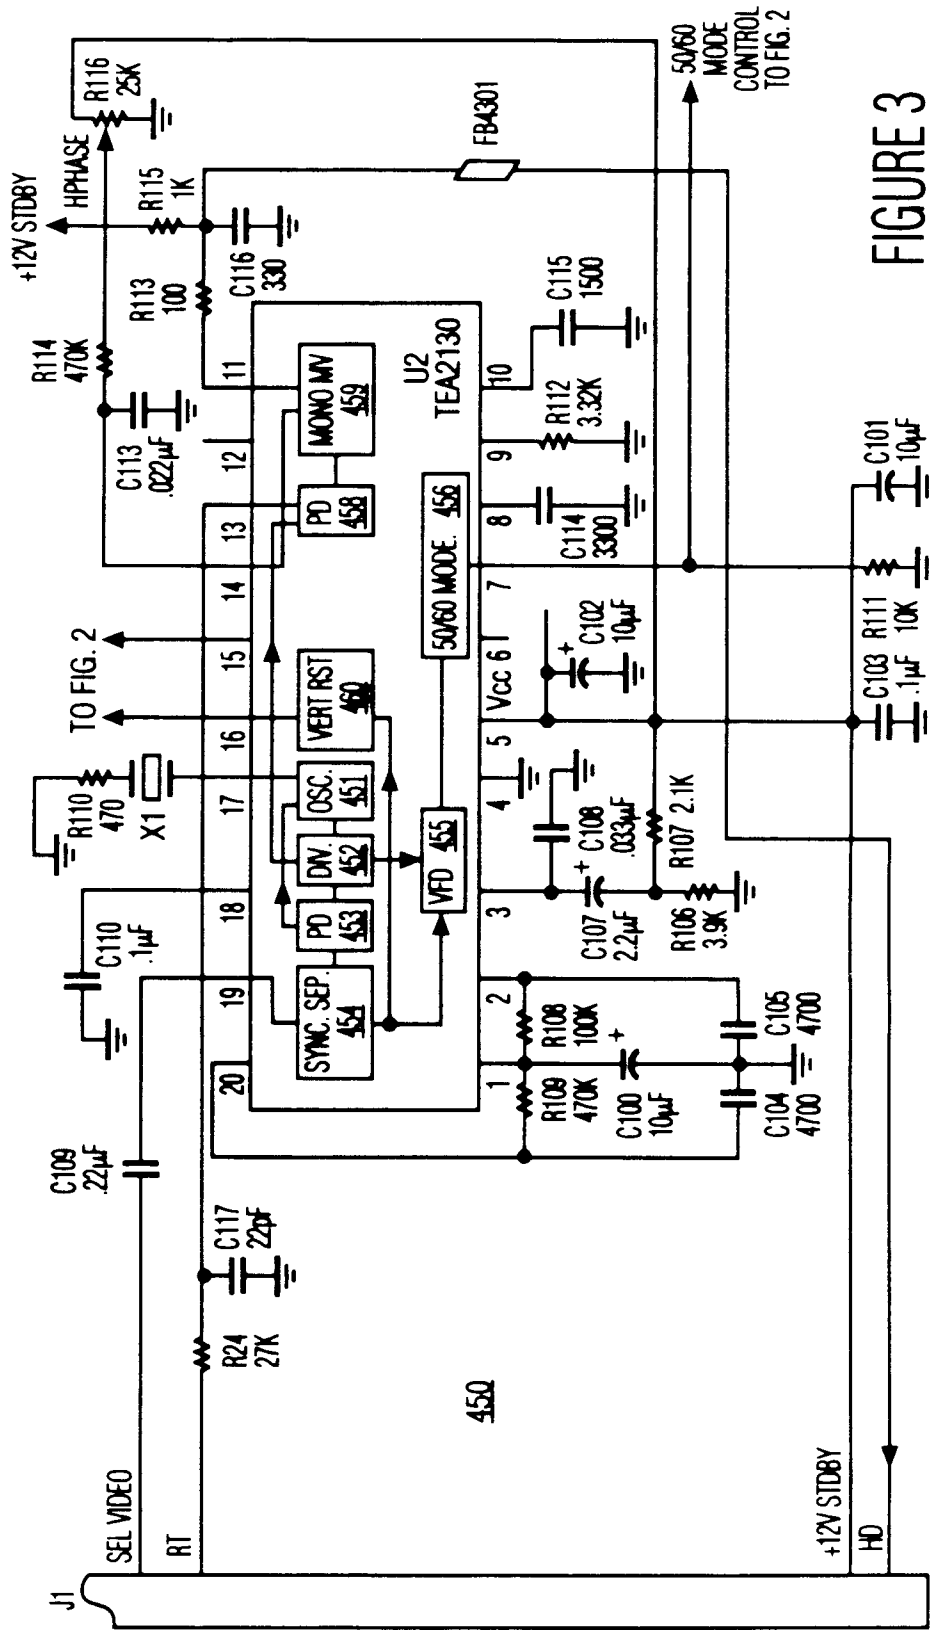 J1
SEL VIDEO
RT
+12V STDBY
HD
450
R24
27K
C117
22pF
C109
.22µF
C110
.1µF
R110
470
X1
TO FIG. 2
C113
.022µF
R114
470K
+12V STDBY
HPHASE
R116
25K
R115
1K
R113
100
C116
330
FB4301
20
19
18
17
16
15
14
13
12
11
SYNC. SEP.
454
PD
453
DIV.
452
OSC.
451
VERT RST
460
PD
458
MONO MV
459
VFD
455
50/60 MODE.
456
U2
TEA2130
1
2
3
4
5
Vcc 6
7
8
9
10
R109
470K
R108
100K
C100
10µF
+
C104
4700
C105
4700
C107
2.2µF
+
C108
.033µF
R106
3.9K
R107 2.1K
C102
10µF
+
C114
3300
R112
3.32K
C115
1500
C103
.1µF
R111
10K
C101
10µF
50/60
MODE
CONTROL
TO FIG. 2
FIGURE 3